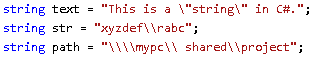 string text = "This is a \"string\" in C#.";
string str = "xyzdef\\rabc";
string path = "\\\\mypc\\ shared\\project";